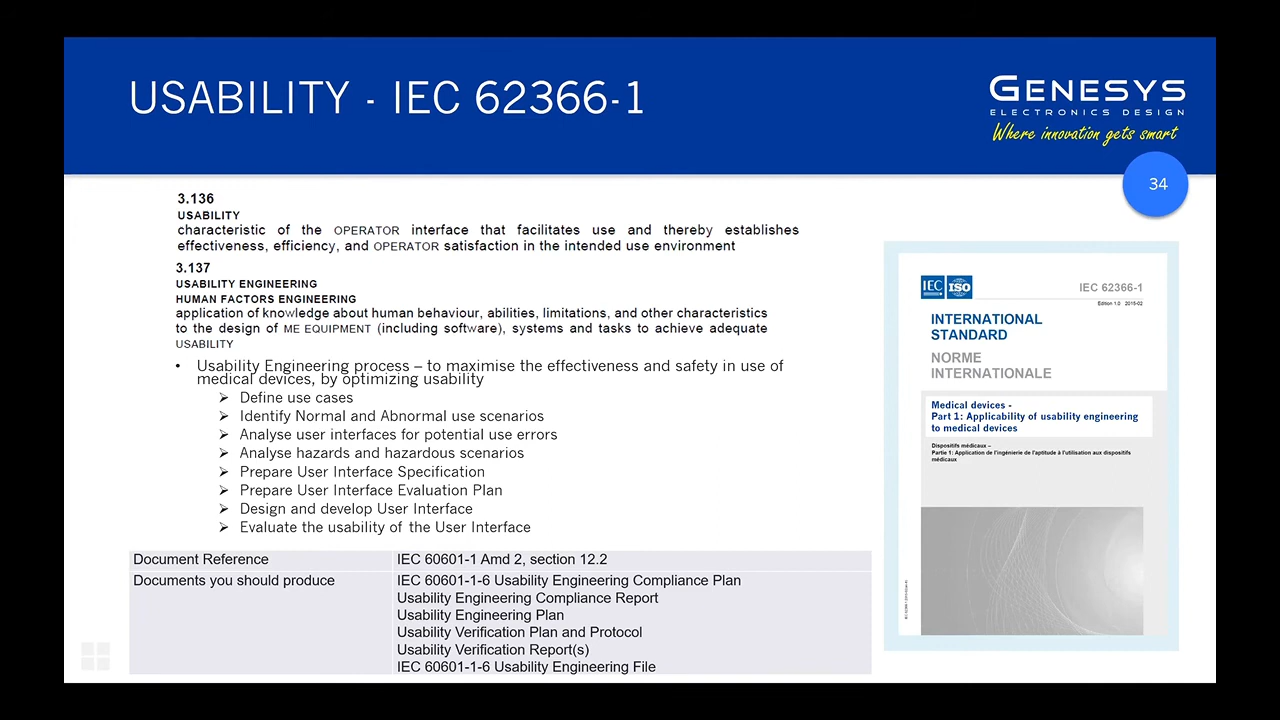 USABILITY - IEC 62366-1
GENESYS
ELECTRONICS DESIGN
Where innovation gets smart
34
3.136
USABILITY
characteristic of the OPERATOR interface that facilitates use and thereby establishes
effectiveness, efficiency, and OPERATOR satisfaction in the intended use environment
3.137
USABILITY ENGINEERING
HUMAN FACTORS ENGINEERING
application of knowledge about human behaviour, abilities, limitations, and other characteristics
to the design of ME EQUIPMENT (including software), systems and tasks to achieve adequate
USABILITY
• Usability Engineering process – to maximise the effectiveness and safety in use of
medical devices, by optimizing usability
➢ Define use cases
➢ Identify Normal and Abnormal use scenarios
➢ Analyse user interfaces for potential use errors
➢ Analyse hazards and hazardous scenarios
➢ Prepare User Interface Specification
➢ Prepare User Interface Evaluation Plan
➢ Design and develop User Interface
➢ Evaluate the usability of the User Interface
Document Reference IEC 60601-1 Amd 2, section 12.2
Documents you should produce IEC 60601-1-6 Usability Engineering Compliance Plan
Usability Engineering Compliance Report
Usability Engineering Plan
Usability Verification Plan and Protocol
Usability Verification Report(s)
IEC 60601-1-6 Usability Engineering File
IEC ISO
IEC 62366-1
Edition 1.0 2015-02
INTERNATIONAL
STANDARD
NORME
INTERNATIONALE
Medical devices -
Part 1: Applicability of usability engineering
to medical devices
Dispositifs médicaux –
Partie 1: Application de l'ingénierie de l'aptitude à l'utilisation aux dispositifs
médicaux